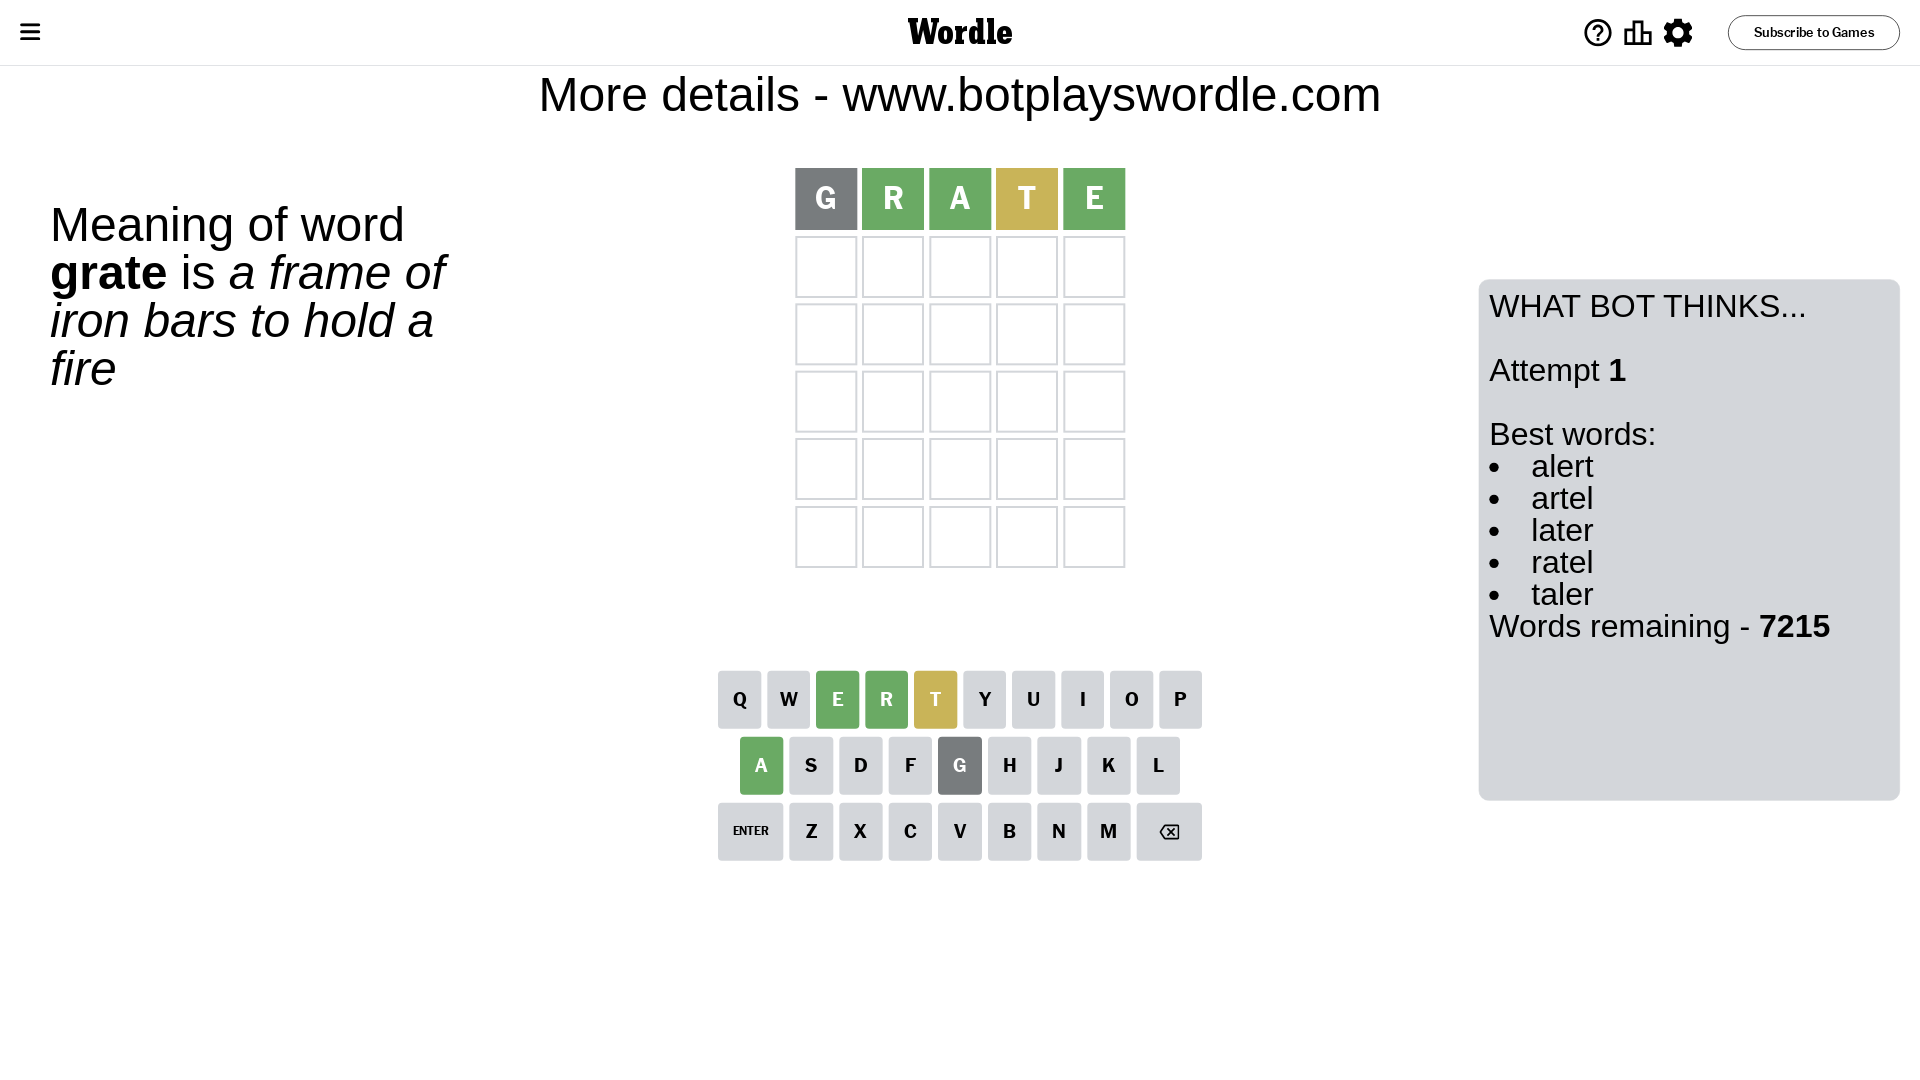 Wordle
Subscribe to Games
More details - www.botplayswordle.com
Meaning of word
grate is a frame of
iron bars to hold a
fire
G R A T E
WHAT BOT THINKS...
Attempt 1
Best words:
• alert
• artel
• later
• ratel
• taler
Words remaining - 7215
Q W E R T Y U I O P
A S D F G H J K L
ENTER Z X C V B N M